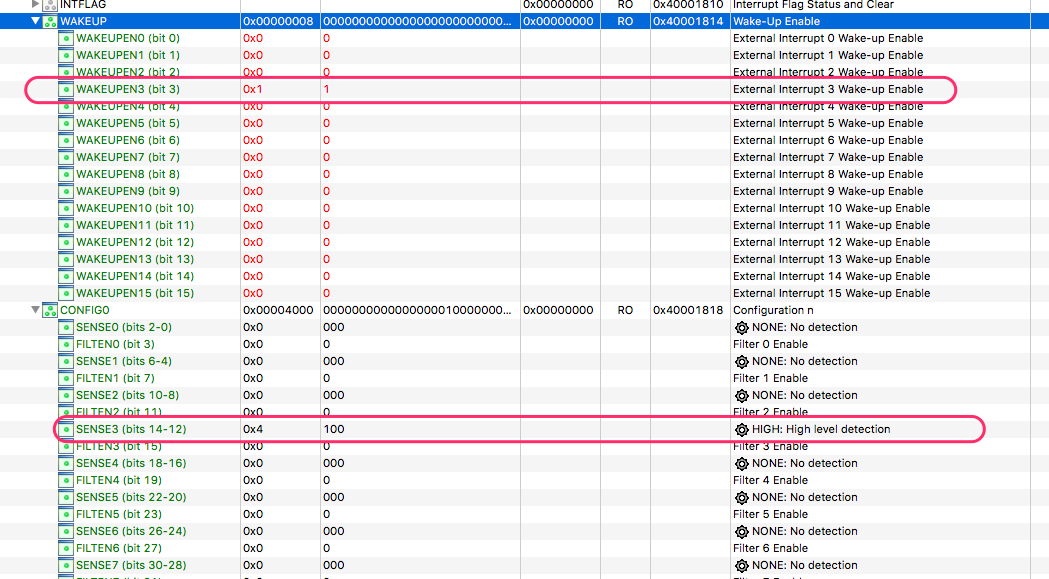 INTFLAG 0x00000000 RO 0x40001810 Interrupt Flag Status and Clear
WAKEUP 0x00000008 0000000000000000000000000... 0x00000000 RO 0x40001814 Wake-Up Enable
WAKEUPEN0 (bit 0) 0x0 0 External Interrupt 0 Wake-up Enable
WAKEUPEN1 (bit 1) 0x0 0 External Interrupt 1 Wake-up Enable
WAKEUPEN2 (bit 2) 0x0 0 External Interrupt 2 Wake-up Enable
WAKEUPEN3 (bit 3) 0x1 1 External Interrupt 3 Wake-up Enable
WAKEUPEN4 (bit 4) 0x0 0 External Interrupt 4 Wake-up Enable
WAKEUPEN5 (bit 5) 0x0 0 External Interrupt 5 Wake-up Enable
WAKEUPEN6 (bit 6) 0x0 0 External Interrupt 6 Wake-up Enable
WAKEUPEN7 (bit 7) 0x0 0 External Interrupt 7 Wake-up Enable
WAKEUPEN8 (bit 8) 0x0 0 External Interrupt 8 Wake-up Enable
WAKEUPEN9 (bit 9) 0x0 0 External Interrupt 9 Wake-up Enable
WAKEUPEN10 (bit 10) 0x0 0 External Interrupt 10 Wake-up Enable
WAKEUPEN11 (bit 11) 0x0 0 External Interrupt 11 Wake-up Enable
WAKEUPEN12 (bit 12) 0x0 0 External Interrupt 12 Wake-up Enable
WAKEUPEN13 (bit 13) 0x0 0 External Interrupt 13 Wake-up Enable
WAKEUPEN14 (bit 14) 0x0 0 External Interrupt 14 Wake-up Enable
WAKEUPEN15 (bit 15) 0x0 0 External Interrupt 15 Wake-up Enable
CONFIG0 0x00004000 0000000000000000010000000... 0x00000000 RO 0x40001818 Configuration n
SENSE0 (bits 2-0) 0x0 000 NONE: No detection
FILTEN0 (bit 3) 0x0 0 Filter 0 Enable
SENSE1 (bits 6-4) 0x0 000 NONE: No detection
FILTEN1 (bit 7) 0x0 0 Filter 1 Enable
SENSE2 (bits 10-8) 0x0 000 NONE: No detection
FILTEN2 (bit 11) 0x0 0 Filter 2 Enable
SENSE3 (bits 14-12) 0x4 100 HIGH: High level detection
FILTEN3 (bit 15) 0x0 0 Filter 3 Enable
SENSE4 (bits 18-16) 0x0 000 NONE: No detection
FILTEN4 (bit 19) 0x0 0 Filter 4 Enable
SENSE5 (bits 22-20) 0x0 000 NONE: No detection
FILTEN5 (bit 23) 0x0 0 Filter 5 Enable
SENSE6 (bits 26-24) 0x0 000 NONE: No detection
FILTEN6 (bit 27) 0x0 0 Filter 6 Enable
SENSE7 (bits 30-28) 0x0 000 NONE: No detection